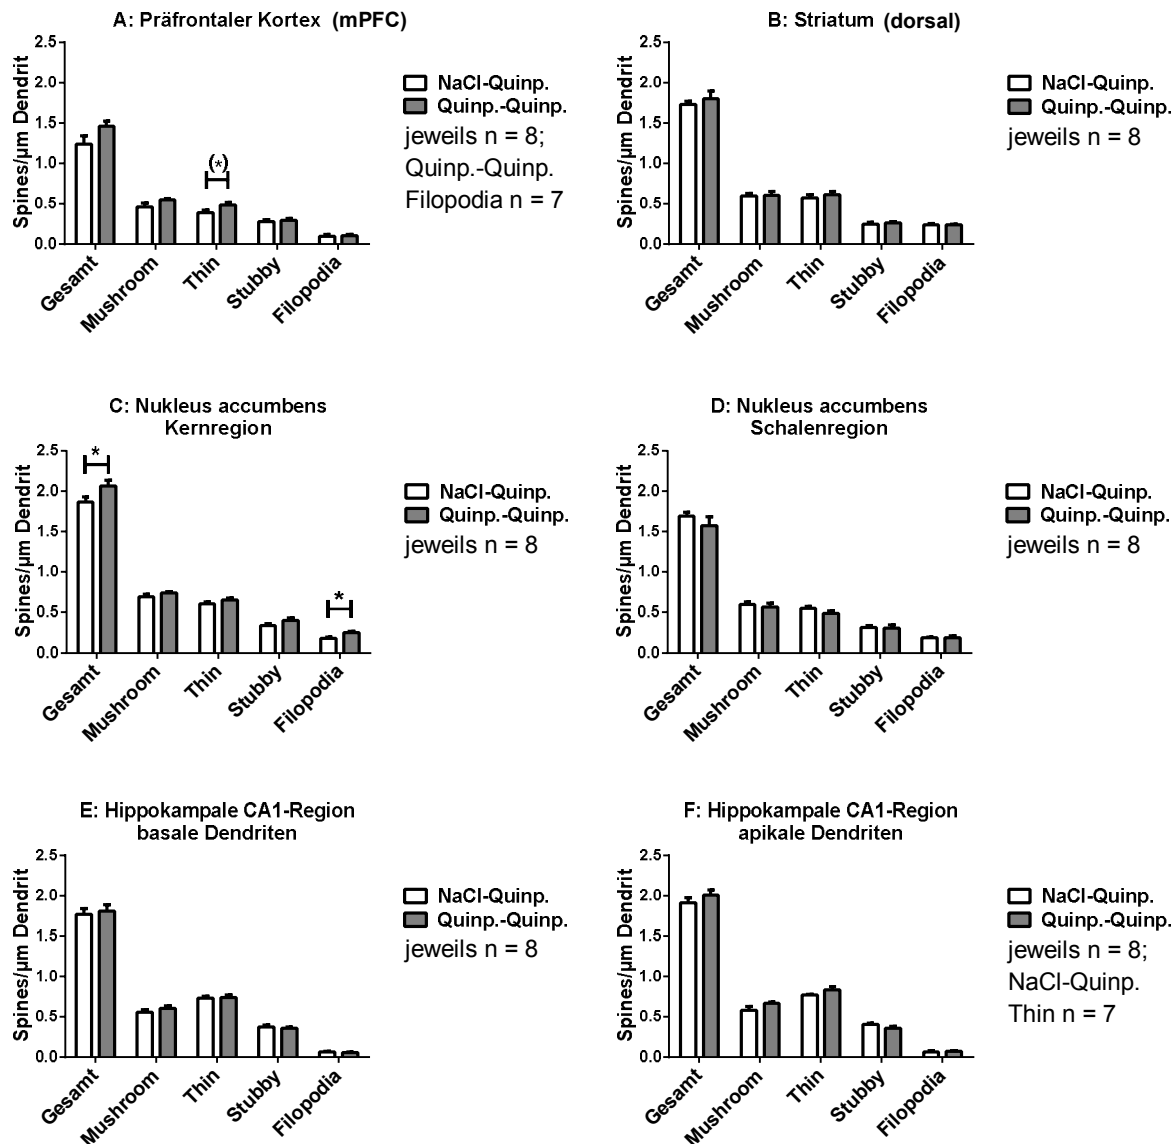 A: Präfrontaler Kortex (mPFC)
Spines/µm Dendrit
2.5
2.0
1.5
1.0
0.5
0.0
(*)
Gesamt
Mushroom
Thin
Stubby
Filopodia
NaCl-Quinp.
Quinp.-Quinp.
jeweils n = 8;
Quinp.-Quinp.
Filopodia n = 7
B: Striatum (dorsal)
Spines/µm Dendrit
2.5
2.0
1.5
1.0
0.5
0.0
Gesamt
Mushroom
Thin
Stubby
Filopodia
NaCl-Quinp.
Quinp.-Quinp.
jeweils n = 8
C: Nukleus accumbens
Kernregion
Spines/µm Dendrit
2.5
2.0
1.5
1.0
0.5
0.0
*
*
Gesamt
Mushroom
Thin
Stubby
Filopodia
NaCl-Quinp.
Quinp.-Quinp.
jeweils n = 8
D: Nukleus accumbens
Schalenregion
Spines/µm Dendrit
2.5
2.0
1.5
1.0
0.5
0.0
Gesamt
Mushroom
Thin
Stubby
Filopodia
NaCl-Quinp.
Quinp.-Quinp.
jeweils n = 8
E: Hippokampale CA1-Region
basale Dendriten
Spines/µm Dendrit
2.5
2.0
1.5
1.0
0.5
0.0
Gesamt
Mushroom
Thin
Stubby
Filopodia
NaCl-Quinp.
Quinp.-Quinp.
jeweils n = 8
F: Hippokampale CA1-Region
apikale Dendriten
Spines/µm Dendrit
2.5
2.0
1.5
1.0
0.5
0.0
Gesamt
Mushroom
Thin
Stubby
Filopodia
NaCl-Quinp.
Quinp.-Quinp.
jeweils n = 8;
NaCl-Quinp.
Thin n = 7